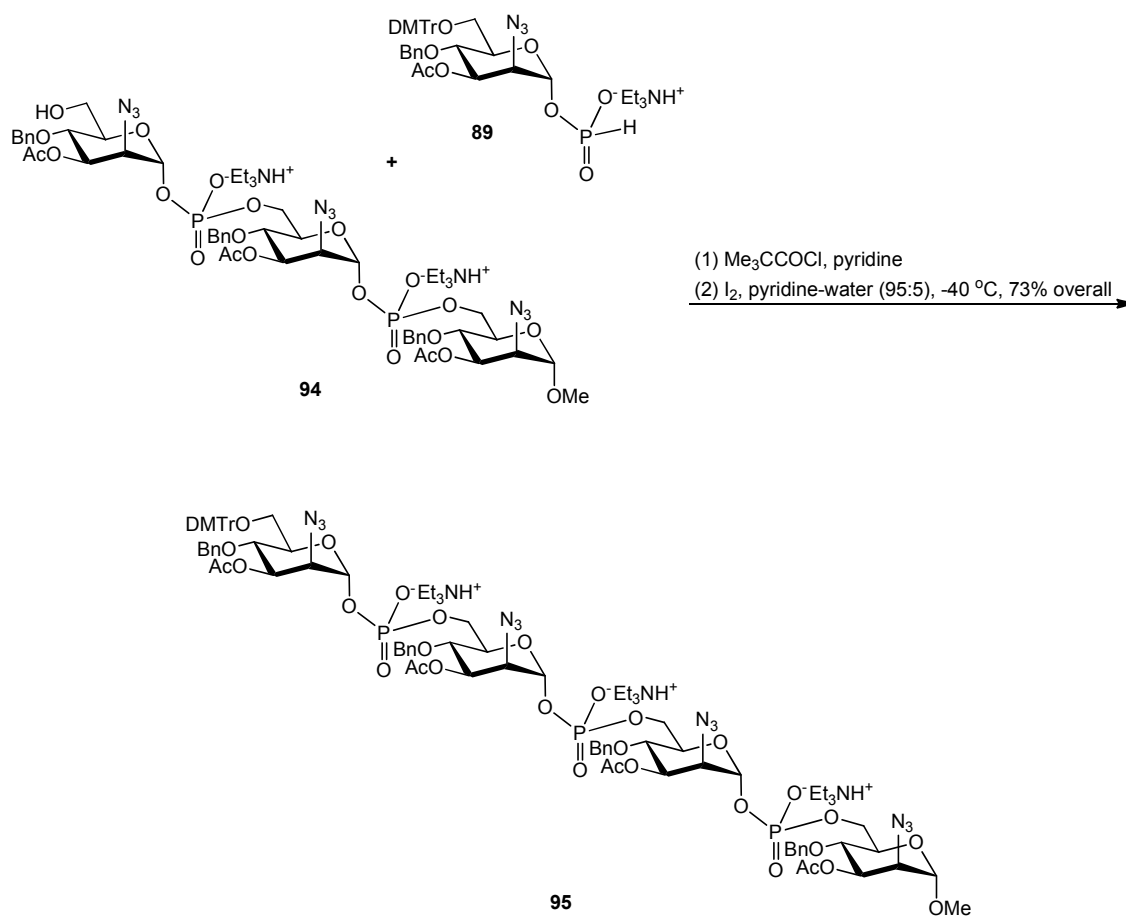 DMTrO N₃
BnO O
AcO
O⁻Et₃NH⁺
O
P H
O
89
HO N₃
BnO O
AcO
O⁻Et₃NH⁺
O
P O
O
N₃
BnO O
AcO
O⁻Et₃NH⁺
O
P O
O
N₃
BnO O
AcO
OMe
94
+
(1) Me₃CCOCl, pyridine
(2) I₂, pyridine-water (95:5), -40 °C, 73% overall
DMTrO N₃
BnO O
AcO
O⁻Et₃NH⁺
O
P O
O
N₃
BnO O
AcO
O⁻Et₃NH⁺
O
P O
O
N₃
BnO O
AcO
O⁻Et₃NH⁺
O
P O
O
N₃
BnO O
AcO
OMe
95